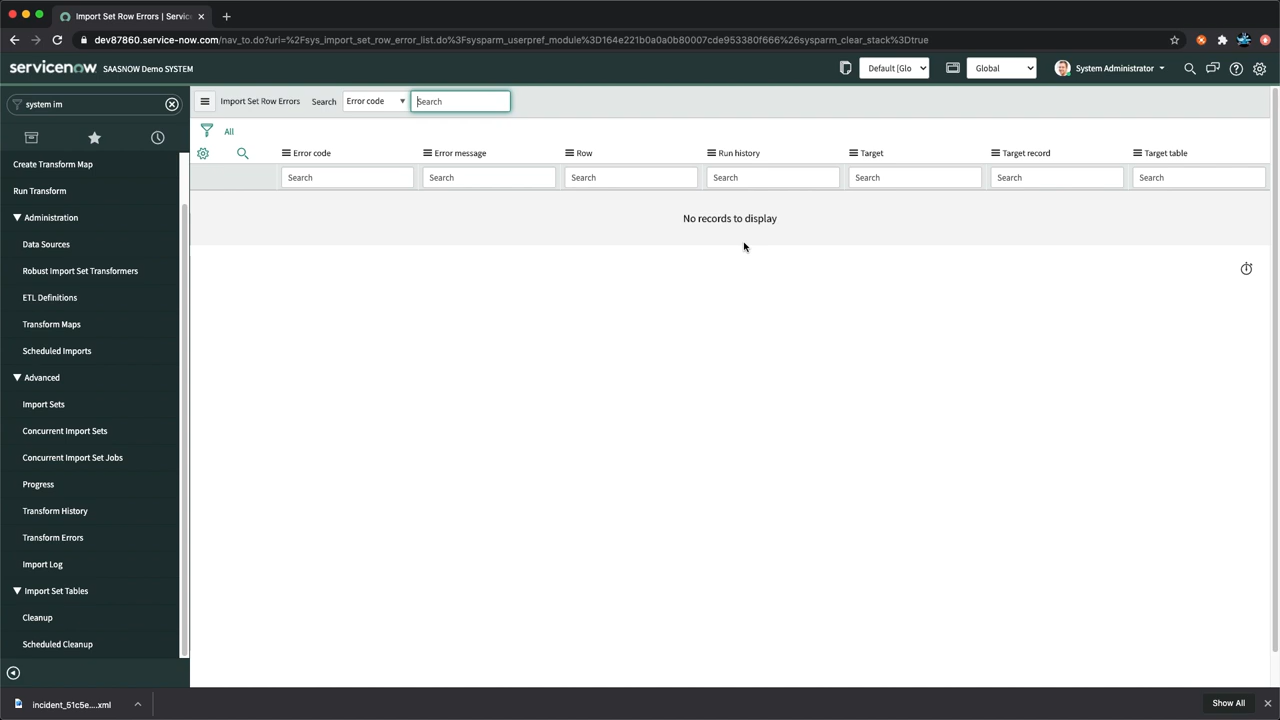 Import Set Row Errors | Servic
dev87860.service-now.com/nav_to.do?uri=%2Fsys_import_set_row_error_list.do%3Fsysparm_userpref_module%3D164e221b0a0a0b80007cde953380f666%26sysparm_clear_stack%3Dtrue
servicenow SAASNOW Demo SYSTEM
Default [Glo
Global
System Administrator
system im
Import Set Row Errors Search Error code Search
All
Error code Error message Row Run history Target Target record Target table
Search Search Search Search Search Search Search
No records to display
Create Transform Map
Run Transform
Administration
Data Sources
Robust Import Set Transformers
ETL Definitions
Transform Maps
Scheduled Imports
Advanced
Import Sets
Concurrent Import Sets
Concurrent Import Set Jobs
Progress
Transform History
Transform Errors
Import Log
Import Set Tables
Cleanup
Scheduled Cleanup
incident_51c5e....xml
Show All